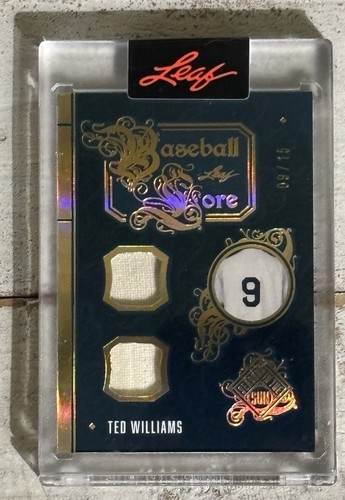 Leaf
Baseball
Leaf
Lore
09/15
9
TED WILLIAMS